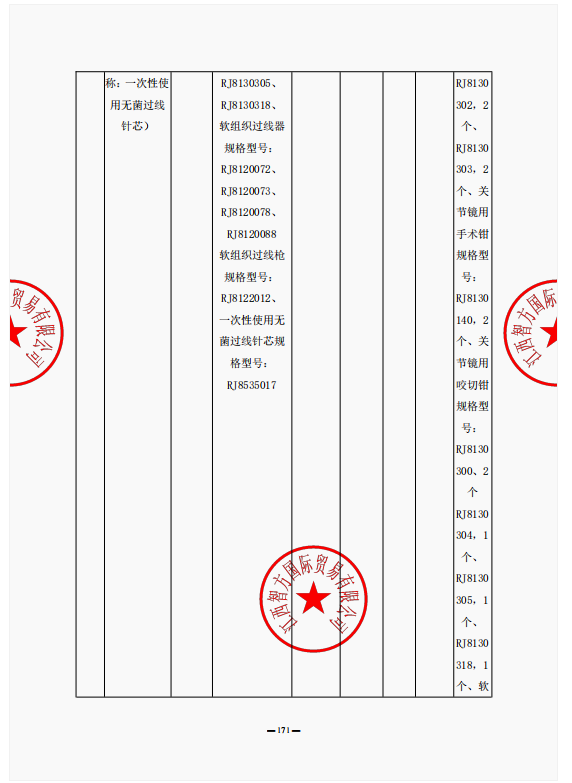 称：一次性使
用无菌过线
针芯）
RJ8130305、
RJ8130318、
软组织过线器
规格型号：
RJ8120072、
RJ8120073、
RJ8120078、
RJ8120088
软组织过线枪
规格型号：
RJ8122012、
一次性使用无
菌过线针芯规
格型号：
RJ8535017
RJ8130
302，2
个、
RJ8130
303，2
个、关
节镜用
手术钳
规格型
号：
RJ8130
140，2
个、关
节镜用
咬切钳
规格型
号：
RJ8130
300、2
个
RJ8130
304，1
个、
RJ8130
305，1
个、
RJ8130
318，1
个、软
贸易有限公司
江西智方国际
江西智方国际贸易有限公司
171